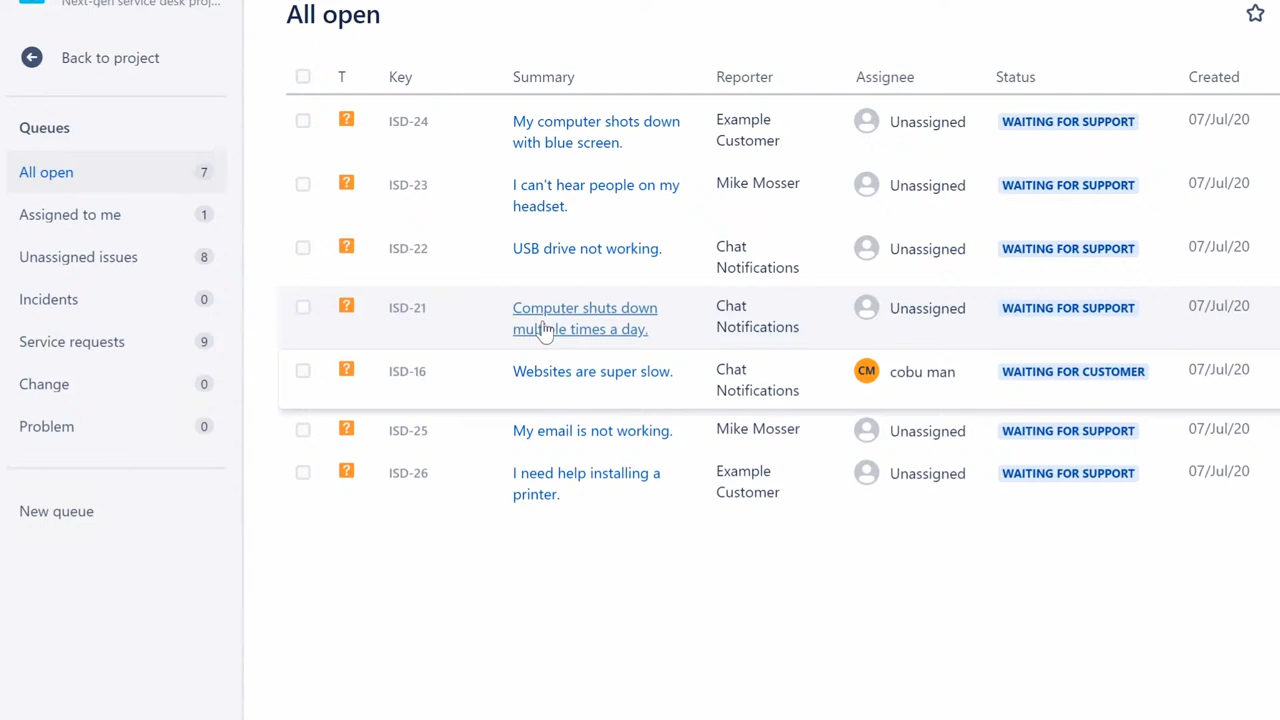 Next-gen service desk proj...
Back to project
Queues
All open 7
Assigned to me 1
Unassigned issues 8
Incidents 0
Service requests 9
Change 0
Problem 0
New queue
All open
T Key Summary Reporter Assignee Status Created
? ISD-24 My computer shots down with blue screen. Example Customer Unassigned WAITING FOR SUPPORT 07/Jul/20
? ISD-23 I can't hear people on my headset. Mike Mosser Unassigned WAITING FOR SUPPORT 07/Jul/20
? ISD-22 USB drive not working. Chat Notifications Unassigned WAITING FOR SUPPORT 07/Jul/20
? ISD-21 Computer shuts down multiple times a day. Chat Notifications Unassigned WAITING FOR SUPPORT 07/Jul/20
? ISD-16 Websites are super slow. Chat Notifications CM cobu man WAITING FOR CUSTOMER 07/Jul/20
? ISD-25 My email is not working. Mike Mosser Unassigned WAITING FOR SUPPORT 07/Jul/20
? ISD-26 I need help installing a printer. Example Customer Unassigned WAITING FOR SUPPORT 07/Jul/20